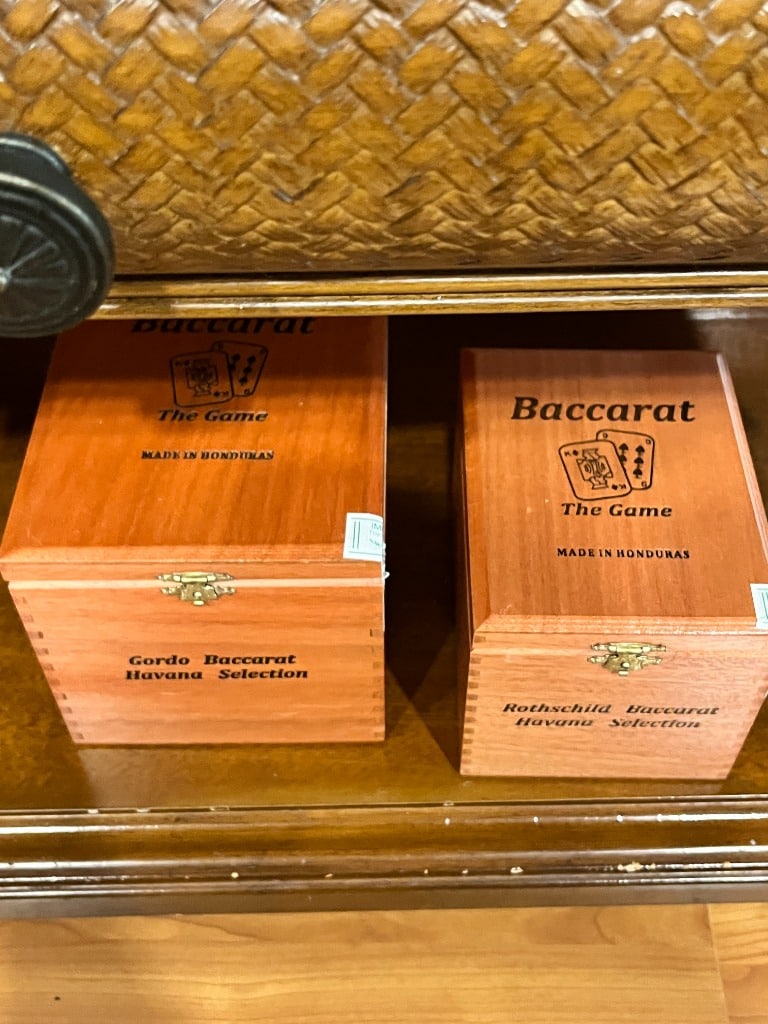 Baccarat
The Game
MADE IN HONDURAS
Gordo Baccarat
Havana Selection
Baccarat
The Game
MADE IN HONDURAS
Rothschild Baccarat
Havana Selection